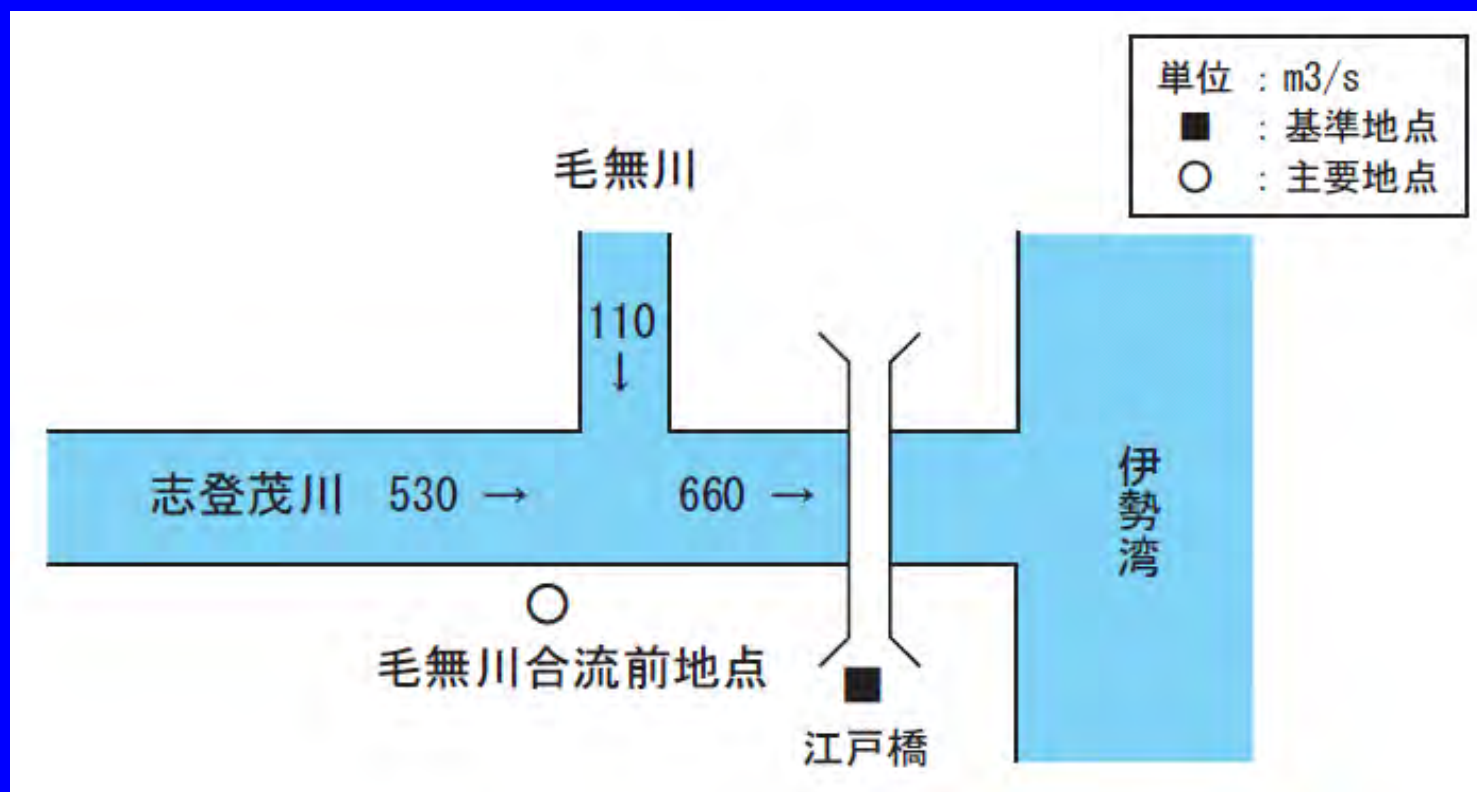 単位 : m3/s
■ : 基準地点
○ : 主要地点
毛無川
110
↓
志登茂川 530 →
660 →
伊勢湾
毛無川合流前地点
江戸橋